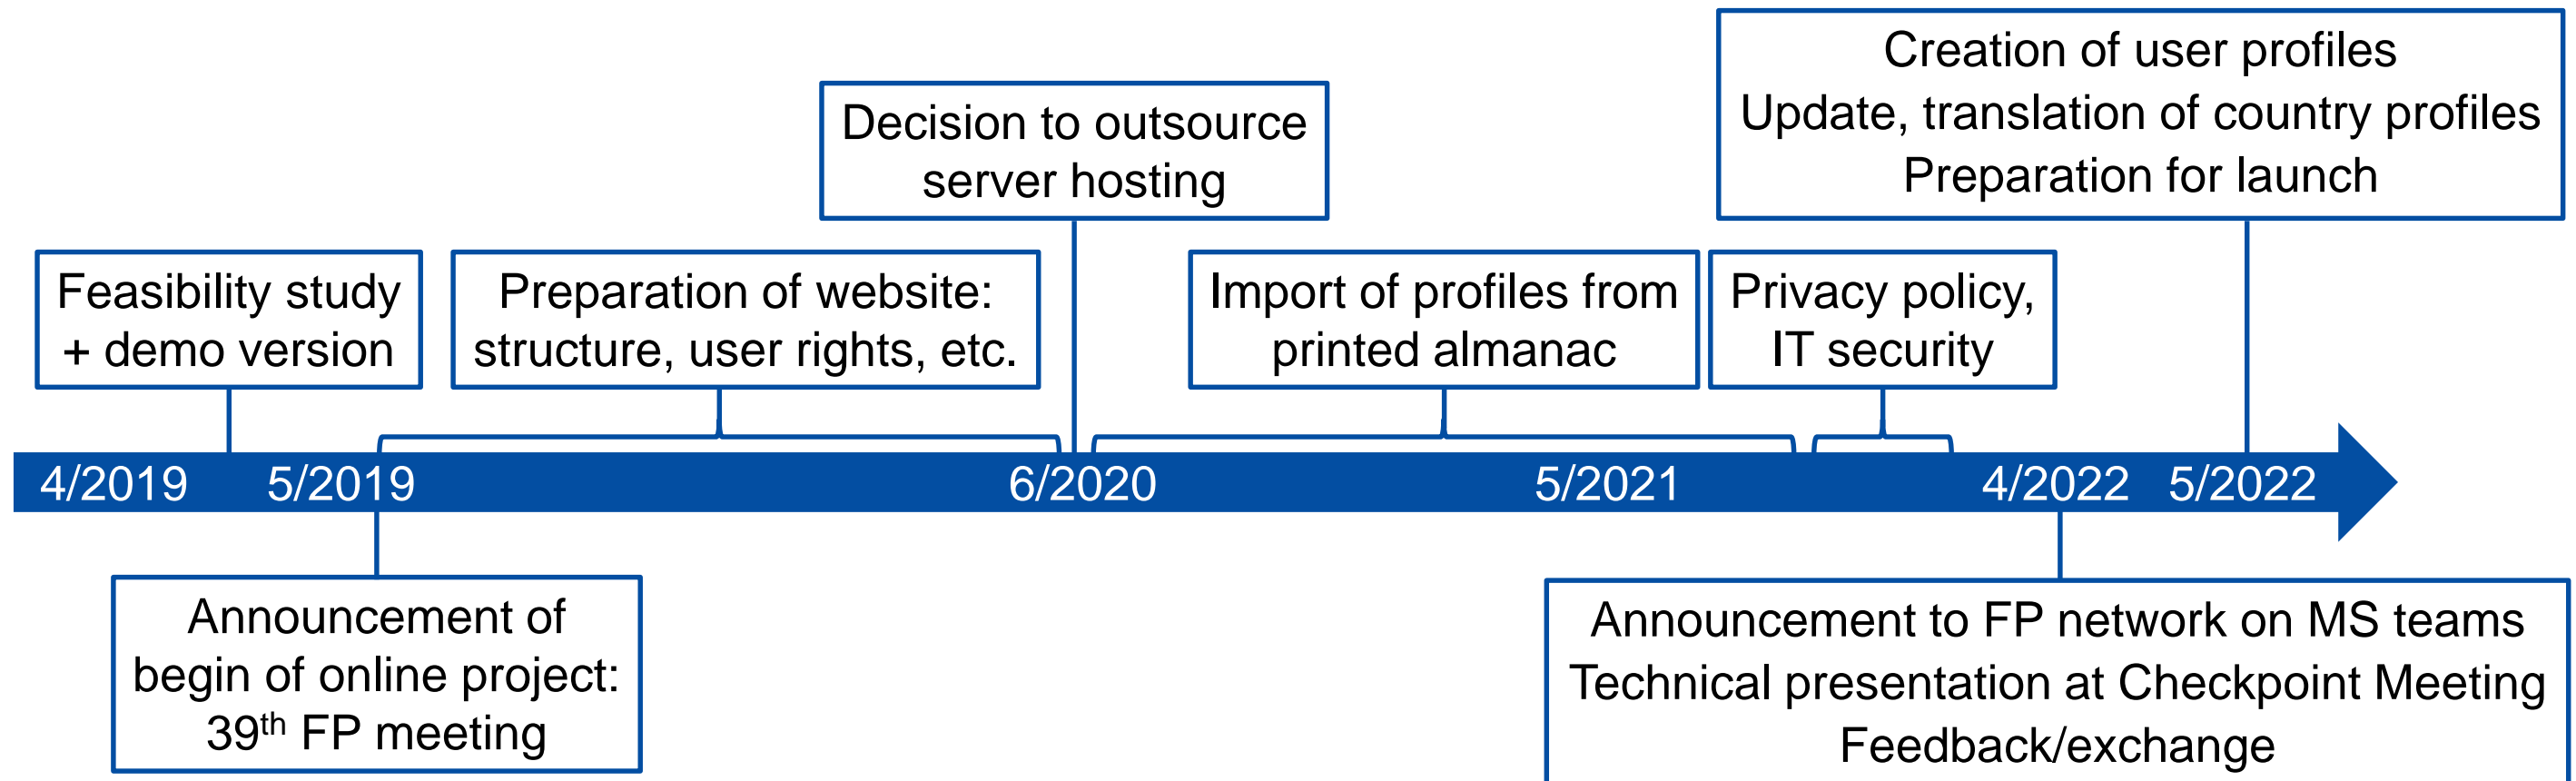 Creation of user profiles
Update, translation of country profiles
Preparation for launch
Decision to outsource
server hosting
Feasibility study
+ demo version
Preparation of website:
structure, user rights, etc.
Import of profiles from
printed almanac
Privacy policy,
IT security
4/2019
5/2019
6/2020
5/2021
4/2022
5/2022
Announcement of
begin of online project:
39th FP meeting
Announcement to FP network on MS teams
Technical presentation at Checkpoint Meeting
Feedback/exchange